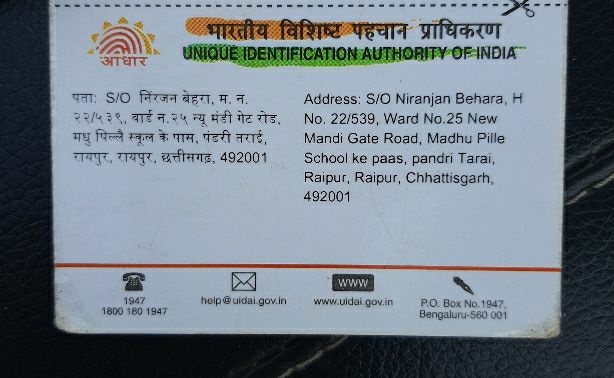 भारतीय विशिष्ट पहचान प्राधिकरण
UNIQUE IDENTIFICATION AUTHORITY OF INDIA
आधार
पताः S/O निंरजन बेहरा, म. न.
२२/५३९, वार्ड न.२५ न्यू मंडी गेट रोड,
मधु पिल्लै स्कूल के पास, पंडरी तराई,
रायपुर, रायपुर, छत्तीसगढ़, 492001
Address: S/O Niranjan Behara, H
No. 22/539, Ward No.25 New
Mandi Gate Road, Madhu Pille
School ke paas, pandri Tarai,
Raipur, Raipur, Chhattisgarh,
492001
1947
1800 180 1947
help@uidai.gov.in
www
www.uidai.gov.in
P.O. Box No.1947,
Bengaluru-560 001